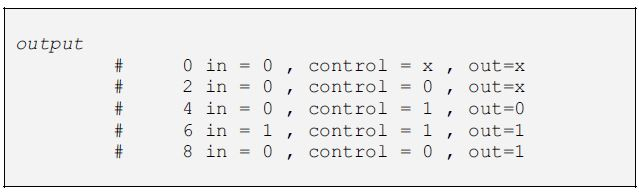 output
# 0 in = 0 , control = x , out=x
# 2 in = 0 , control = 0 , out=x
# 4 in = 0 , control = 1 , out=0
# 6 in = 1 , control = 1 , out=1
# 8 in = 0 , control = 0 , out=1